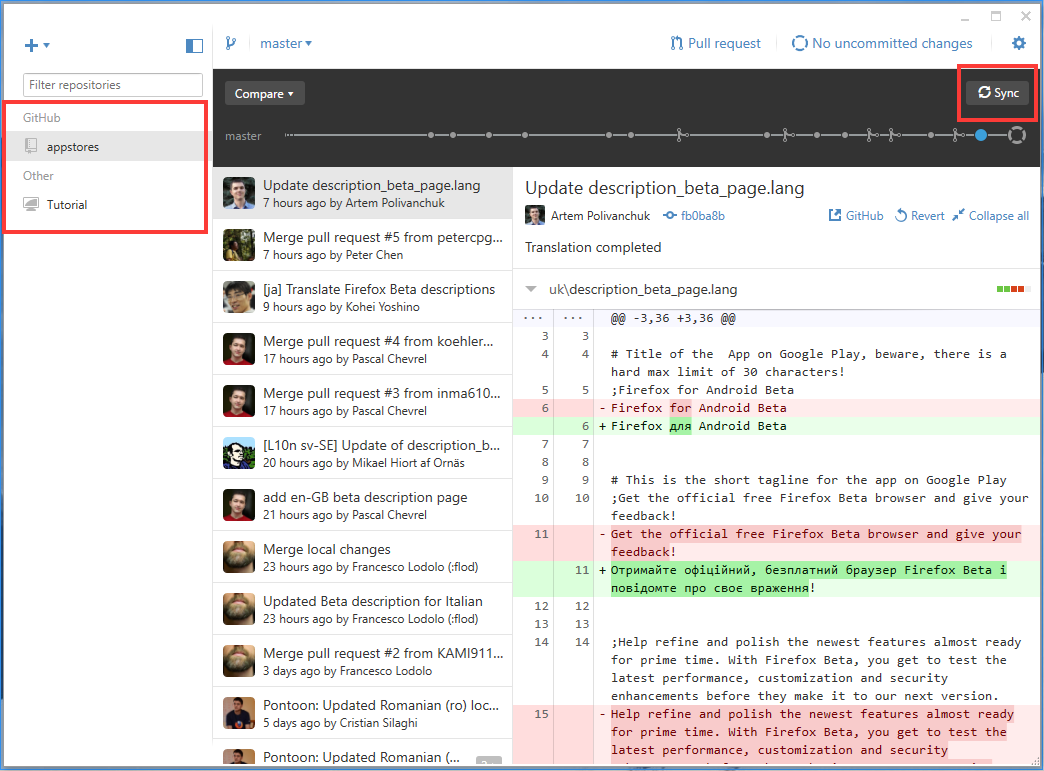 master
Pull request
No uncommitted changes
Filter repositories
GitHub
appstores
Other
Tutorial
Compare
Sync
master
Update description_beta_page.lang
7 hours ago by Artem Polivanchuk
Merge pull request #5 from petercpg...
7 hours ago by Peter Chen
[ja] Translate Firefox Beta descriptions
9 hours ago by Kohei Yoshino
Merge pull request #4 from koehler...
17 hours ago by Pascal Chevrel
Merge pull request #3 from inma610...
17 hours ago by Pascal Chevrel
[L10n sv-SE] Update of description_b...
20 hours ago by Mikael Hiort af Ornäs
add en-GB beta description page
21 hours ago by Pascal Chevrel
Merge local changes
23 hours ago by Francesco Lodolo (:flod)
Updated Beta description for Italian
23 hours ago by Francesco Lodolo (:flod)
Merge pull request #2 from KAMI911...
3 days ago by Francesco Lodolo
Pontoon: Updated Romanian (ro) loc...
5 days ago by Cristian Silaghi
Pontoon: Updated Romanian (...
Update description_beta_page.lang
Artem Polivanchuk fb0ba8b GitHub Revert Collapse all
Translation completed
uk\description_beta_page.lang
... ... @@ -3,36 +3,36 @@
3 3
4 4 # Title of the  App on Google Play, beware, there is a
hard max limit of 30 characters!
5 5 ;Firefox for Android Beta
6 - Firefox for Android Beta
6 + Firefox для Android Beta
7 7
8 8
9 9 # This is the short tagline for the app on Google Play
10 10 ;Get the official free Firefox Beta browser and give your
feedback!
11 - Get the official free Firefox Beta browser and give your
feedback!
11 + Отримайте офіційний, безплатний браузер Firefox Beta і
повідомте про своє враження!
12 12
13 13
14 14 ;Help refine and polish the newest features almost ready
for prime time. With Firefox Beta, you get to test the
latest performance, customization and security
enhancements before they make it to our next version.
15 - Help refine and polish the newest features almost ready
for prime time. With Firefox Beta, you get to test the
latest performance, customization and security